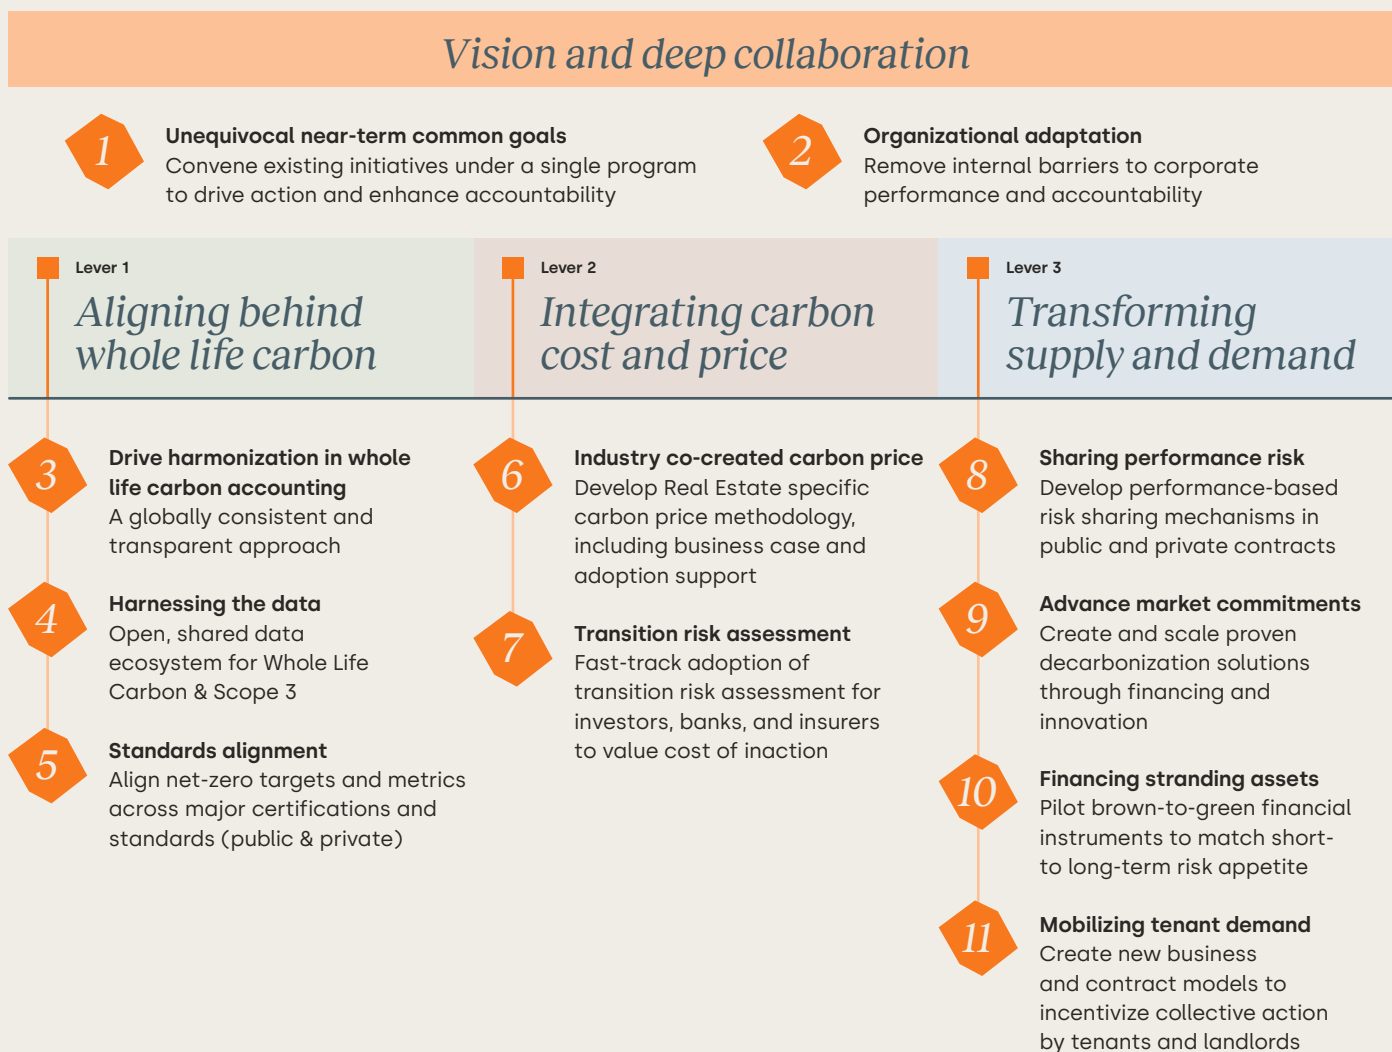 Vision and deep collaboration
1
Unequivocal near-term common goals
Convene existing initiatives under a single program
to drive action and enhance accountability
2
Organizational adaptation
Remove internal barriers to corporate
performance and accountability
Lever 1
Aligning behind
whole life carbon
3
Drive harmonization in whole
life carbon accounting
A globally consistent and
transparent approach
4
Harnessing the data
Open, shared data
ecosystem for Whole Life
Carbon & Scope 3
5
Standards alignment
Align net-zero targets and metrics
across major certifications and
standards (public & private)
Lever 2
Integrating carbon
cost and price
6
Industry co-created carbon price
Develop Real Estate specific
carbon price methodology,
including business case and
adoption support
7
Transition risk assessment
Fast-track adoption of
transition risk assessment for
investors, banks, and insurers
to value cost of inaction
Lever 3
Transforming
supply and demand
8
Sharing performance risk
Develop performance-based
risk sharing mechanisms in
public and private contracts
9
Advance market commitments
Create and scale proven
decarbonization solutions
through financing and
innovation
10
Financing stranding assets
Pilot brown-to-green financial
instruments to match short-
to long-term risk appetite
11
Mobilizing tenant demand
Create new business
and contract models to
incentivize collective action
by tenants and landlords